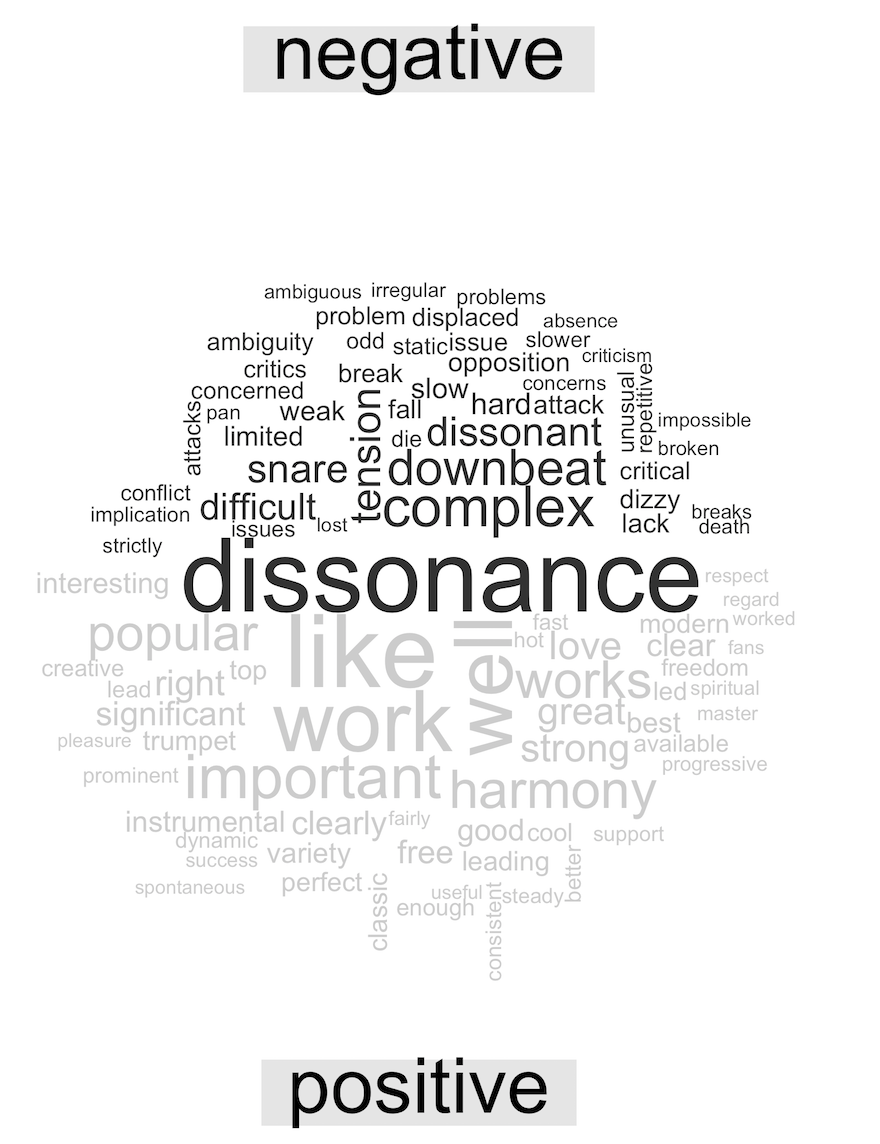 negative
ambiguous irregular problems
problem displaced absence
ambiguity odd static issue slower
critics break opposition criticism
concerned slow concerns
attacks pan weak tension fall hard attack unusual repetitive
limited die dissonant impossible
snare downbeat critical broken
conflict difficult complex dizzy
implication issues lost lack breaks
strictly death
dissonance
interesting respect
regard
popular like well fast modern worked
creative hot love clear fans
lead right top works led freedom spiritual
significant work great best master
pleasure trumpet strong available
prominent important harmony progressive
instrumental clearly fairly good cool support
dynamic
success variety free leading better
spontaneous perfect classic useful consistent steady
enough
positive